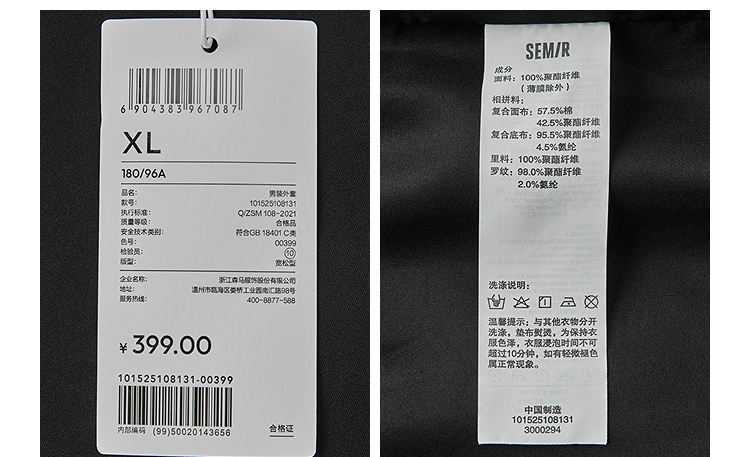 6 904383 967087
XL
180/96A
品名: 男装外套
款号: 101525108131
执行标准: Q/ZSM 108-2021
质量等级: 合格品
安全技术类别: 符合GB 18401 C类
色号: 00399
检验员: 10
版型: 宽松型
企业名称: 浙江森马服饰股份有限公司
地址: 温州市瓯海区娄桥工业园南汇路98号
服务热线: 400-8877-588
¥ 399.00
101525108131-00399
内部编码 (99)50020143656
合格证
SEMIR
成分
面料: 100%聚酯纤维
(薄膜除外)
相拼料:
复合面布: 57.5%棉
42.5%聚酯纤维
复合底布: 95.5%聚酯纤维
4.5%氨纶
里料: 100%聚酯纤维
罗纹: 98.0%聚酯纤维
2.0%氨纶
洗涤说明:
温馨提示: 与其他衣物分开
洗涤, 垫布熨烫, 为保持衣
服色泽, 衣服浸泡时间不可
超过10分钟, 如有轻微褪色
属正常现象。
中国制造
101525108131
3000294